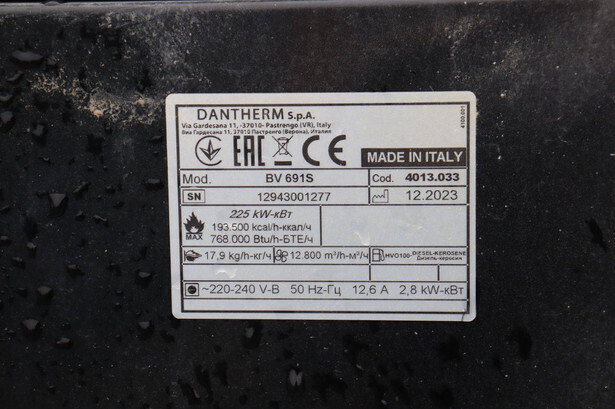 DANTHERM S.p.A.
Via Gardesana 11, -37010- Pastrengo (VR), Italy
Виа Гардесана 11, 37010 Пастренго (Верона), Италия
4100.001
EAC CE
MADE IN ITALY
Mod. BV 691S Cod. 4013.033
SN 12943001277 12.2023
225 kW-кВт
193.500 kcal/h-ккал/ч
MAX 768.000 Btu/h-БТЕ/ч
17,9 kg/h-кг/ч 12.800 m³/h-м³/ч HVO100- DIESEL-KEROSENE
Дизель-керосин
~220-240 V-В 50 Hz-Гц 12,6 A 2,8 kW-кВт